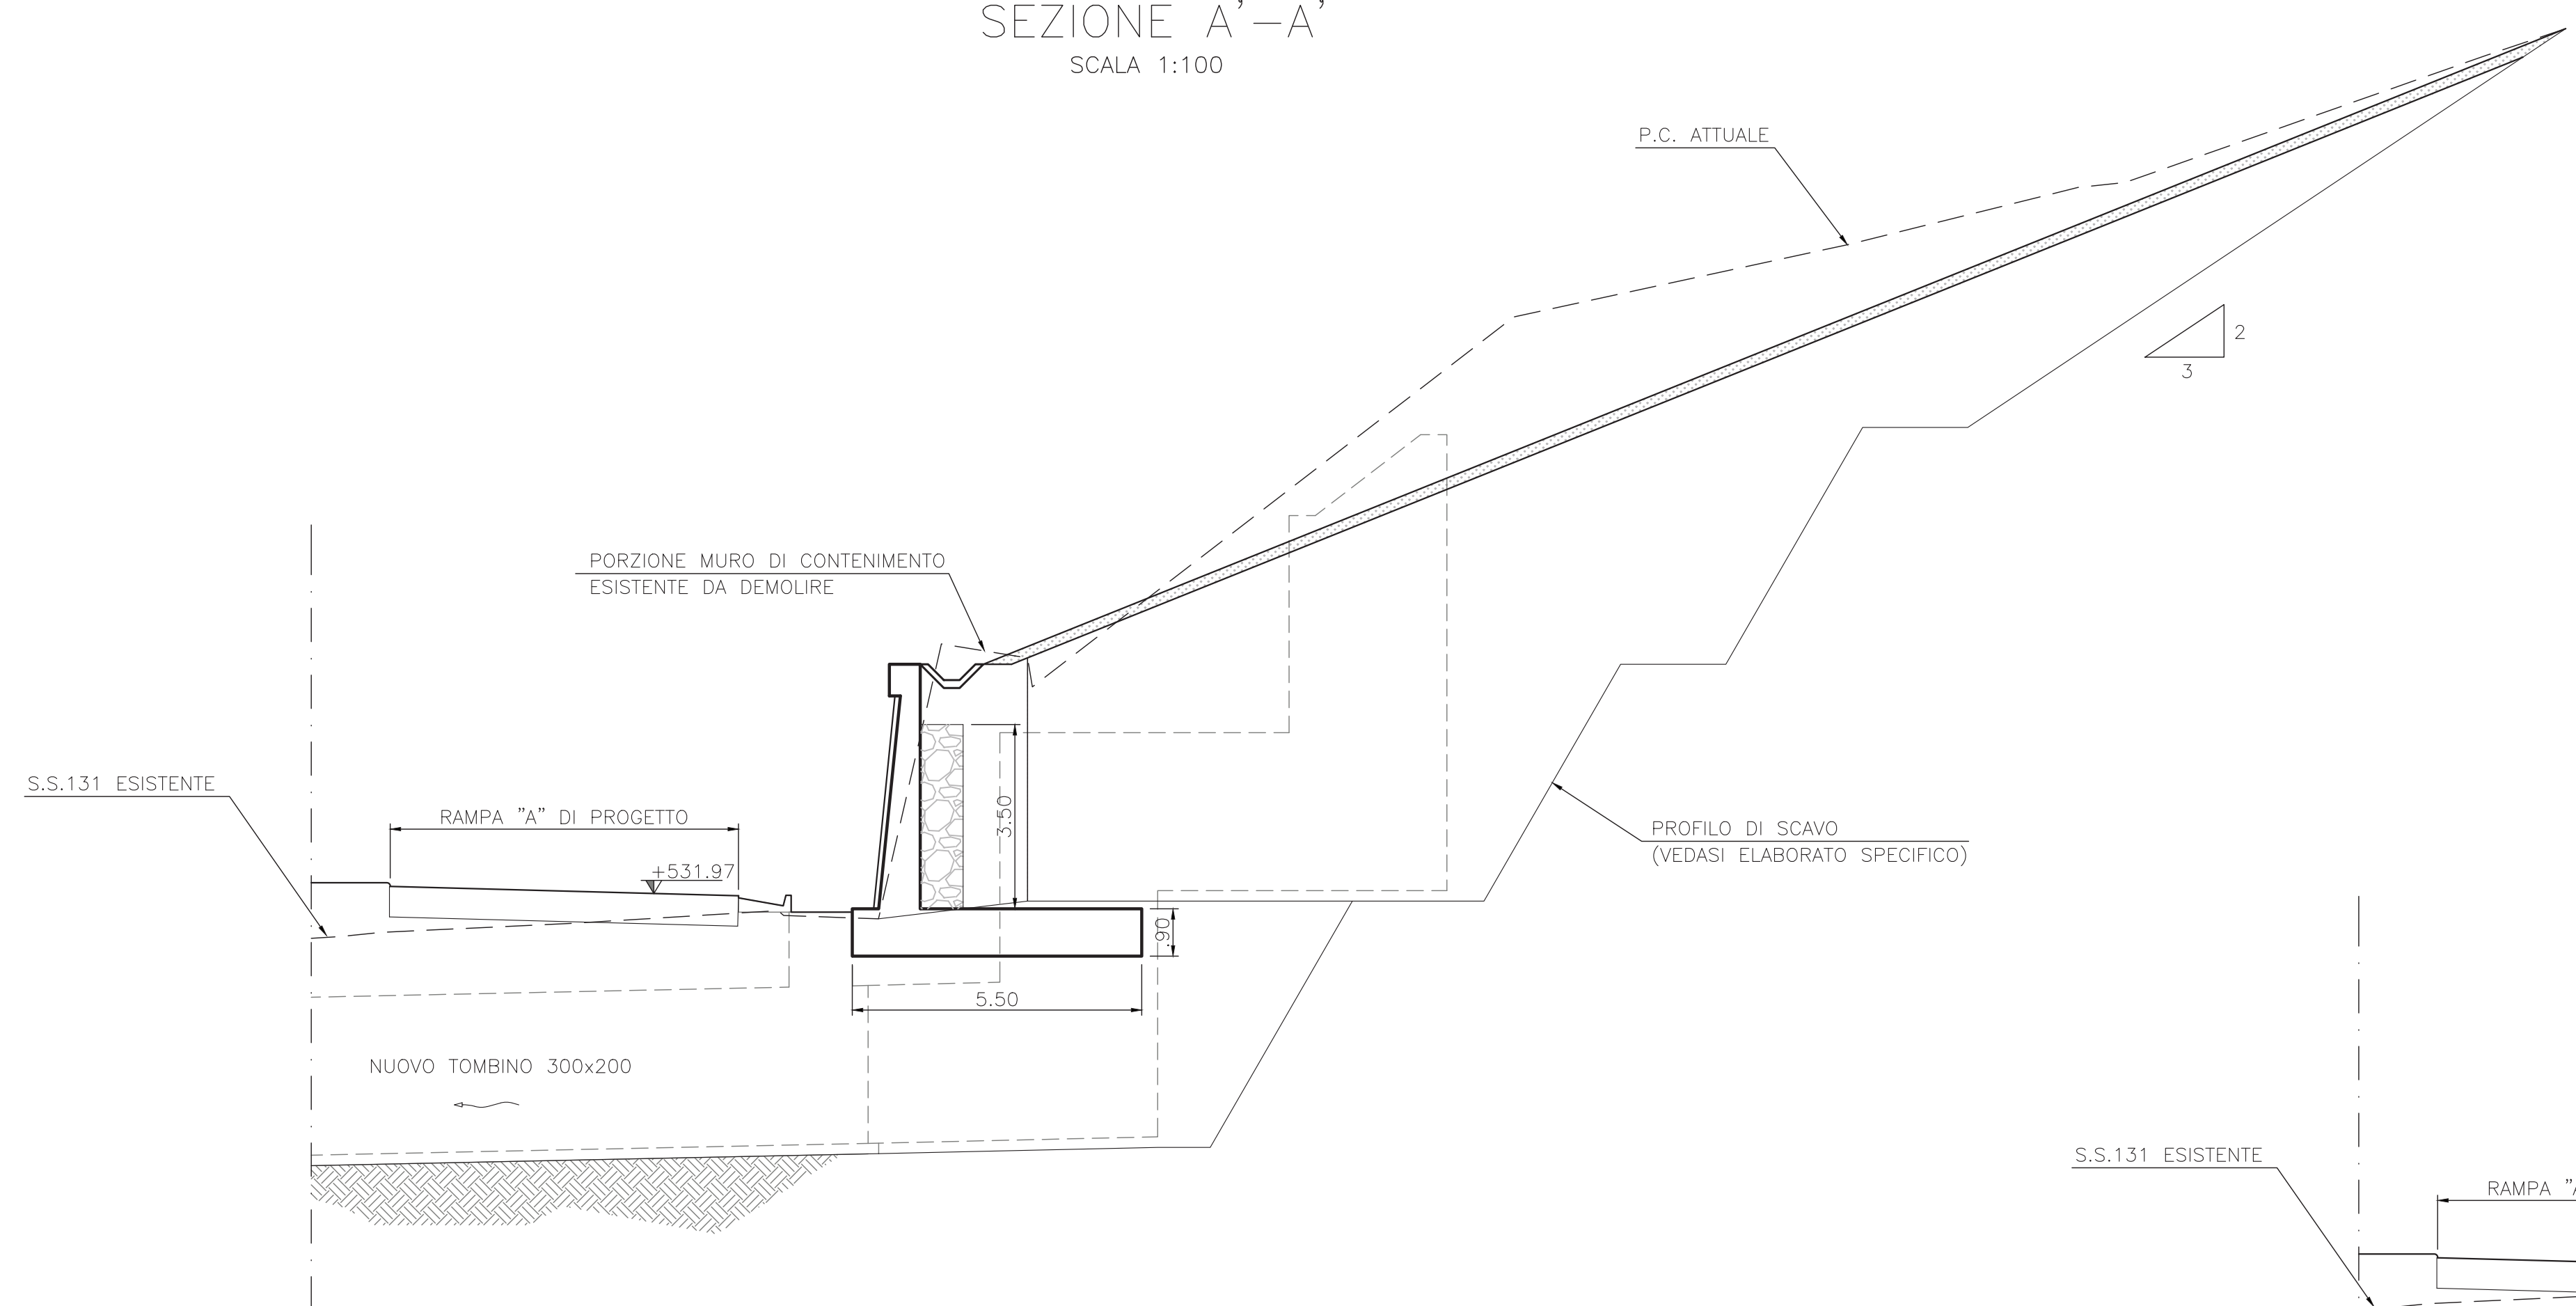 SEZIONE A'-A'
SCALA 1:100
P.C. ATTUALE
2
3
PORZIONE MURO DI CONTENIMENTO
ESISTENTE DA DEMOLIRE
S.S.131 ESISTENTE
RAMPA "A" DI PROGETTO
3.50
PROFILO DI SCAVO
(VEDASI ELABORATO SPECIFICO)
+531.97
.90
5.50
NUOVO TOMBINO 300x200
S.S.131 ESISTENTE
RAMPA "A